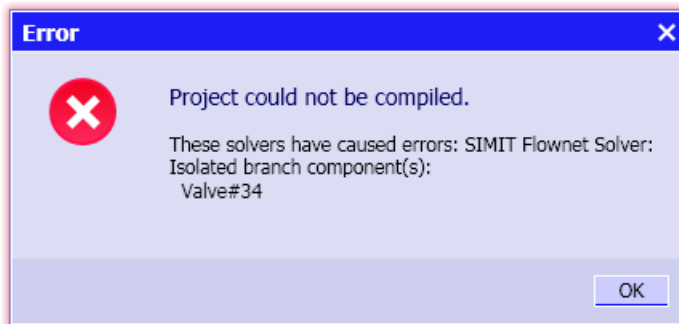 Error
Project could not be compiled.
These solvers have caused errors: SIMIT Flownet Solver:
Isolated branch component(s):
Valve#34
OK